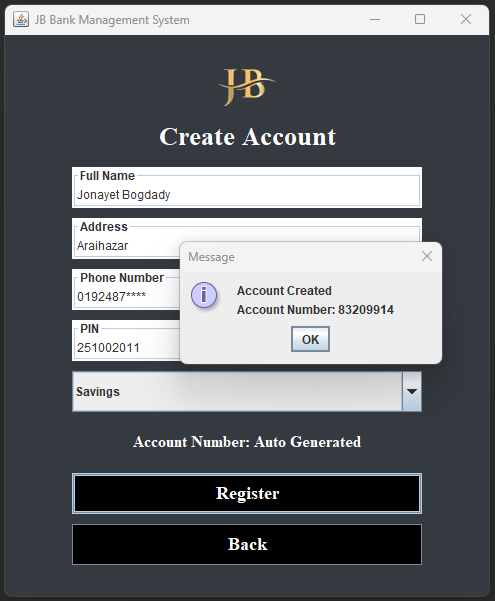 JB Bank Management System
JB
Create Account
Full Name
Jonayet Bogdady
Address
Araihazar
Phone Number
0192487****
PIN
251002011
Message
Account Created
Account Number: 83209914
OK
Savings
Account Number: Auto Generated
Register
Back